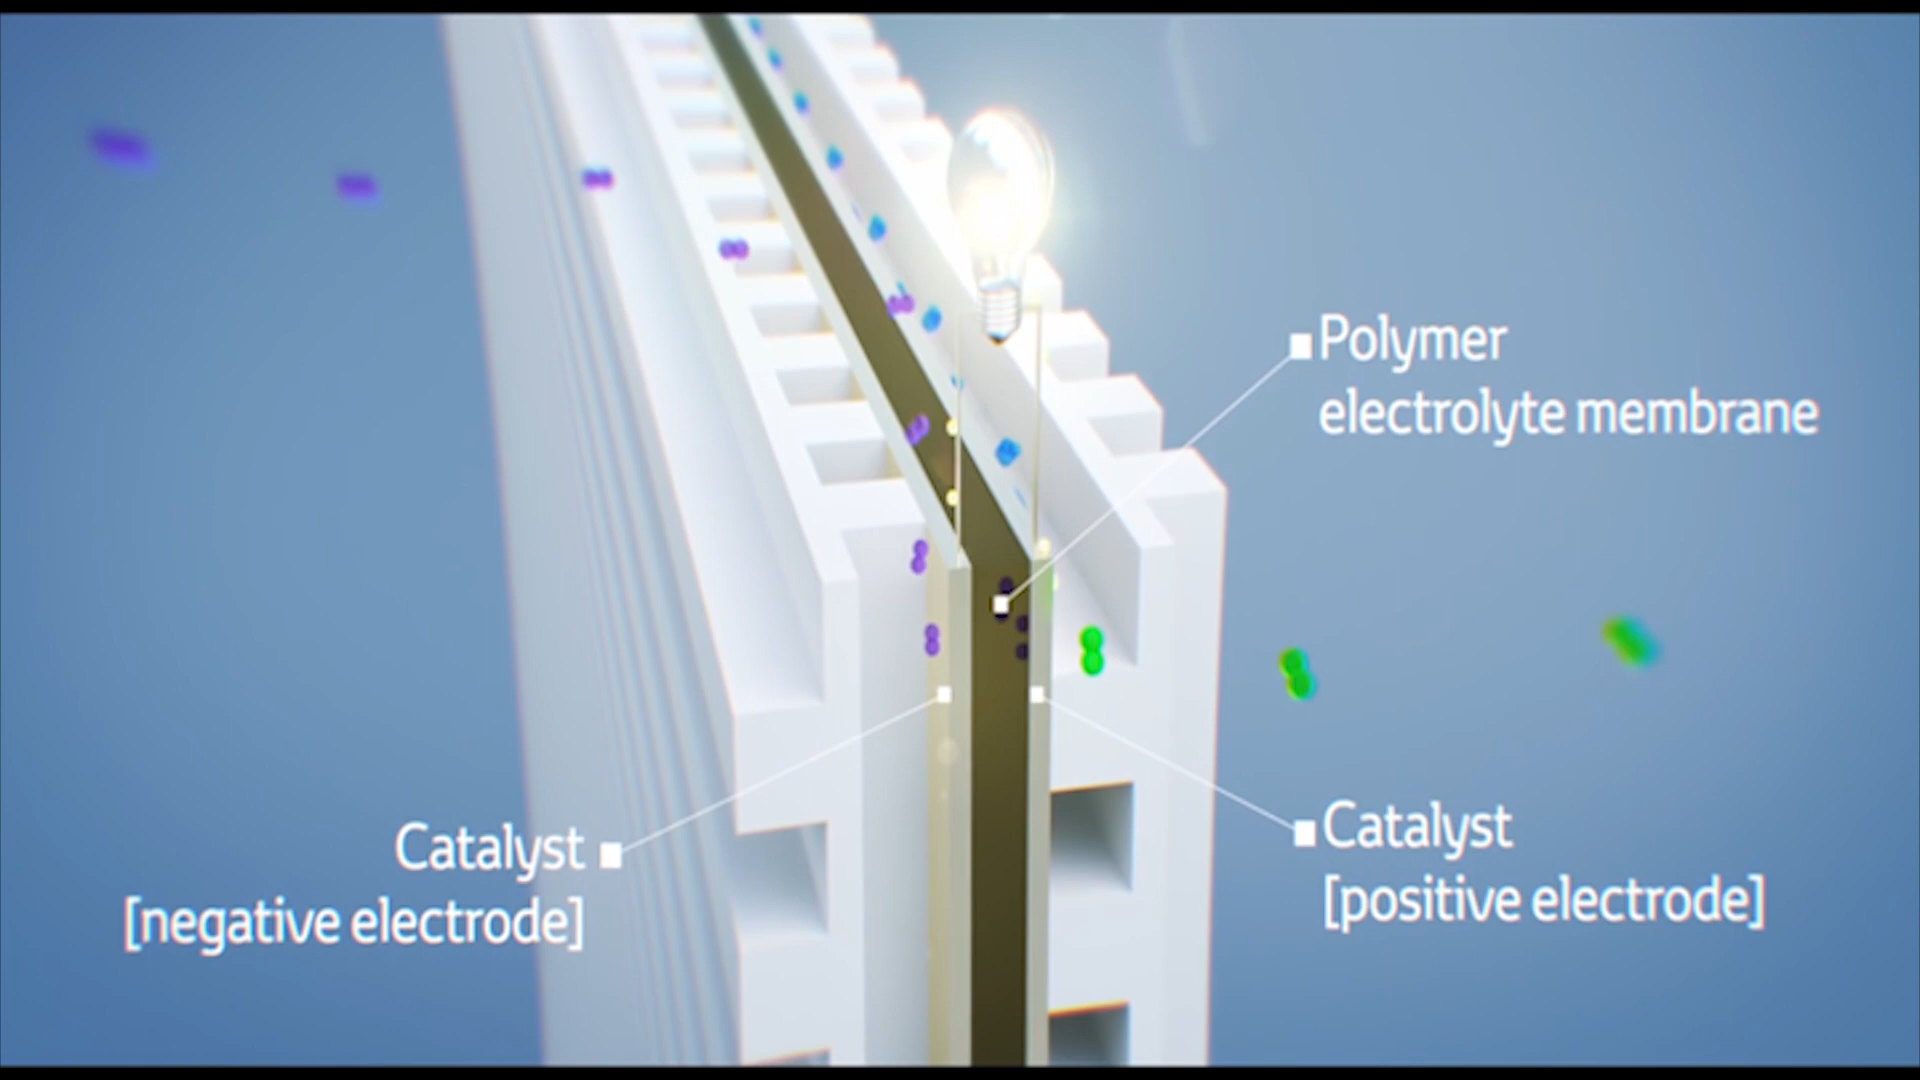 Polymer
electrolyte membrane
Catalyst
[negative electrode]
Catalyst
[positive electrode]